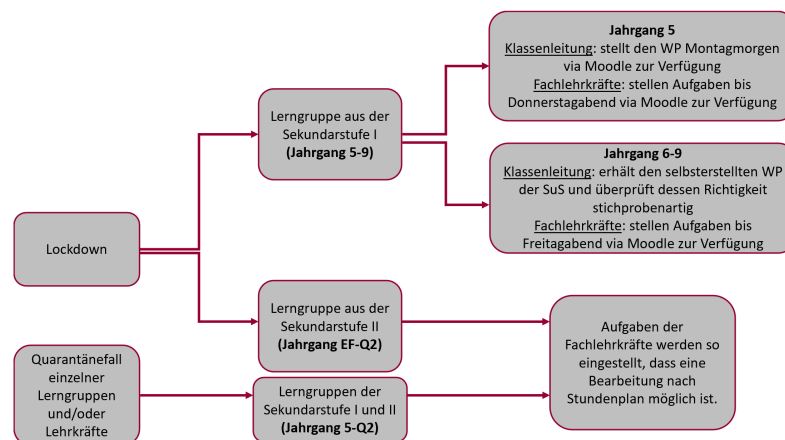 Jahrgang 5
Klassenleitung: stellt den WP Montagmorgen
via Moodle zur Verfügung
Fachlehrkräfte: stellen Aufgaben bis
Donnerstagabend via Moodle zur Verfügung
Lerngruppe aus der
Sekundarstufe I
(Jahrgang 5-9)
Jahrgang 6-9
Klassenleitung: erhält den selbsterstellten WP
der SuS und überprüft dessen Richtigkeit
stichprobenartig
Fachlehrkräfte: stellen Aufgaben bis
Freitagabend via Moodle zur Verfügung
Lockdown
Lerngruppe aus der
Sekundarstufe II
(Jahrgang EF-Q2)
Aufgaben der
Fachlehrkräfte werden so
eingestellt, dass eine
Bearbeitung nach
Stundenplan möglich ist.
Quarantänefall
einzelner
Lerngruppen
und/oder
Lehrkräfte
Lerngruppen der
Sekundarstufe I und II
(Jahrgang 5-Q2)